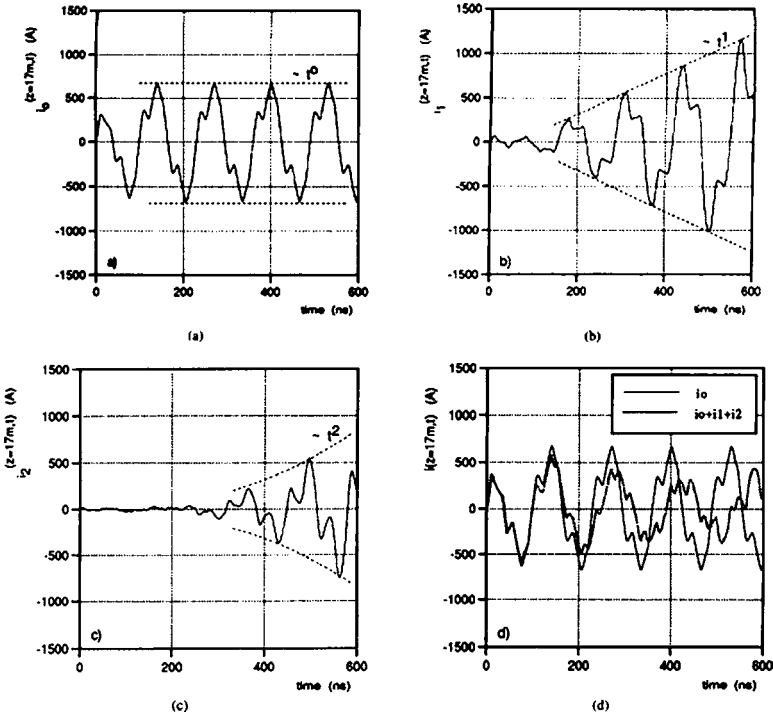 i₀ (z=17m,t) (A)
1500
1000
500
0
-500
-1000
-1500
~ t⁰
a)
0 200 400 600
time (ns)
(a)
i₁ (z=17m,t) (A)
1500
1000
500
0
-500
-1000
-1500
~ t¹
b)
0 200 400 600
time (ns)
(b)
i₂ (z=17m,t) (A)
1500
1000
500
0
-500
-1000
-1500
~ t²
c)
0 200 400 600
time (ns)
(c)
i(z=17m,t) (A)
1500
1000
500
0
-500
-1000
-1500
io
io+i1+i2
d)
0 200 400 600
time (ns)
(d)